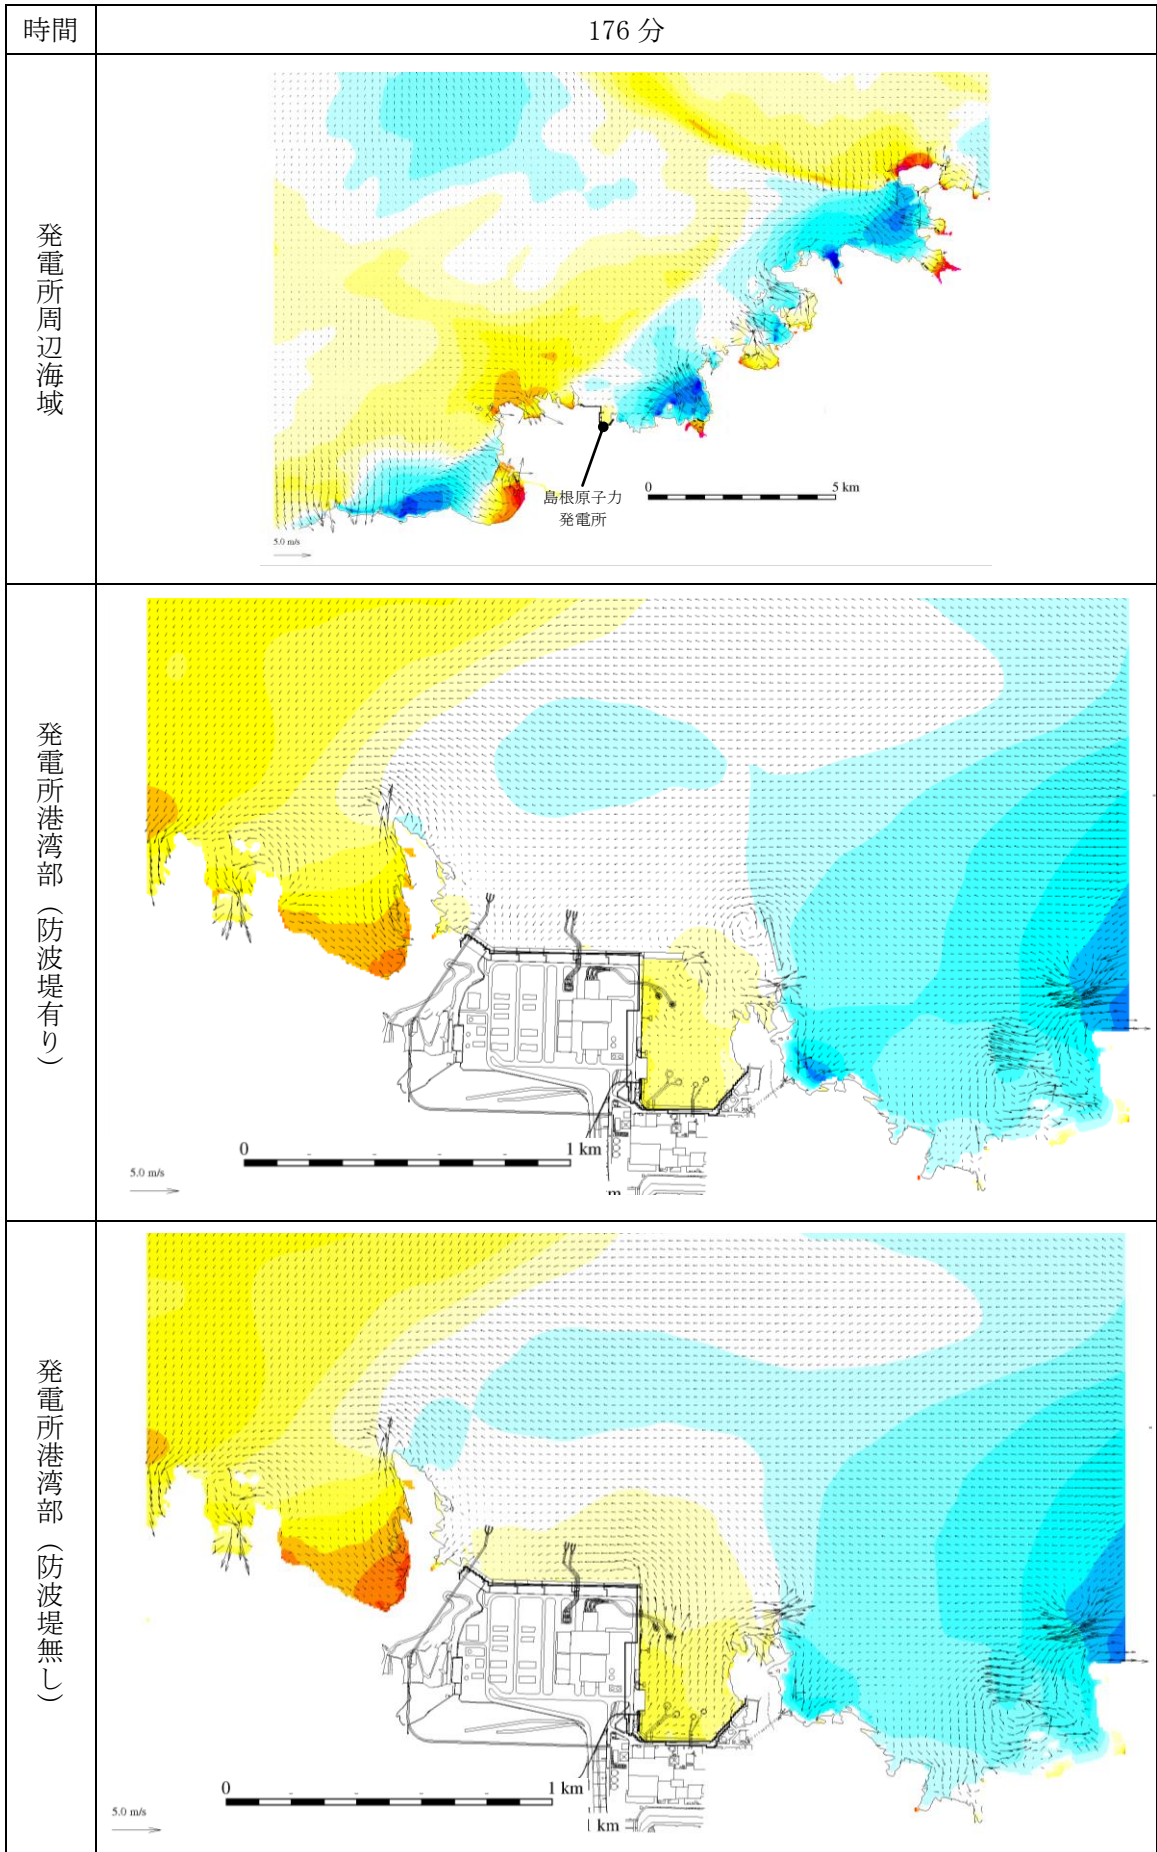 時間
176 分
発電所周辺海域
島根原子力
発電所
0
5 km
5.0 m/s
発電所港湾部（防波堤有り）
0
1 km
5.0 m/s
m
発電所港湾部（防波堤無し）
0
1 km
5.0 m/s
km